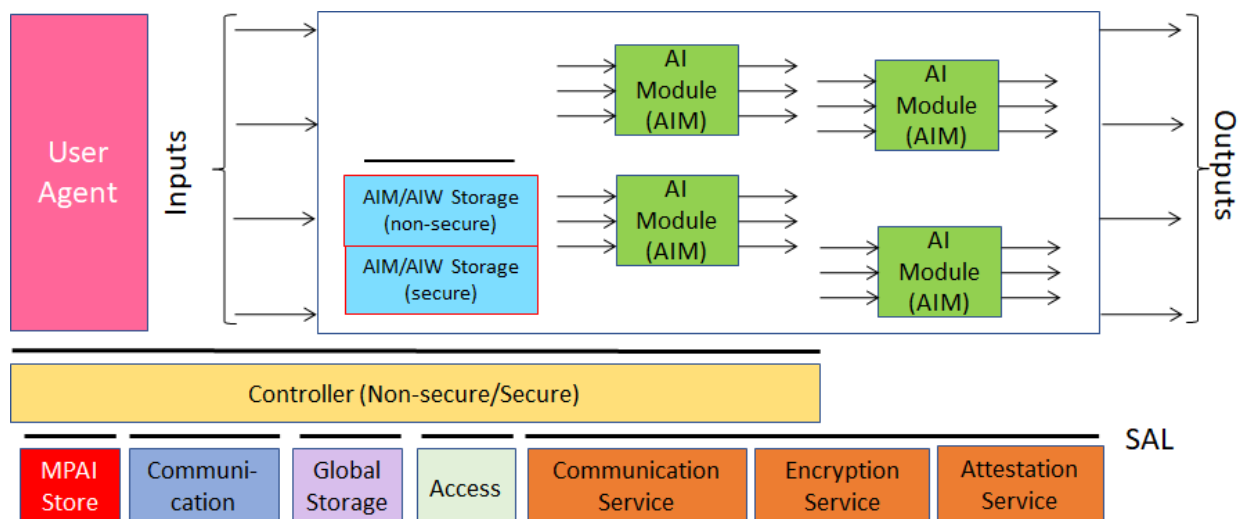 User
Agent
Inputs
AIM/AIW Storage
(non-secure)
AIM/AIW Storage
(secure)
AI
Module
(AIM)
AI
Module
(AIM)
AI
Module
(AIM)
AI
Module
(AIM)
Outputs
Controller (Non-secure/Secure)
SAL
MPAI
Store
Communi-
cation
Global
Storage
Access
Communication
Service
Encryption
Service
Attestation
Service